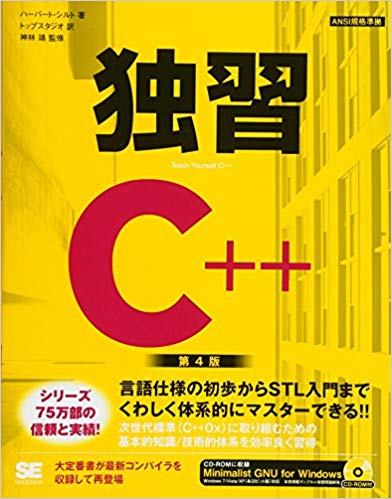 ハーバート・シルト 著
トップスタジオ 訳
神林 靖 監修
ANSI規格準拠
独習
Teach Yourself C++
C++
第4版
シリーズ
75万部の
信頼と実績!
言語仕様の初歩からSTL入門まで
くわしく体系的にマスターできる!!
次世代標準(C++0x)に取り組むための
基本的知識/技術的体系を効率良く習得
SE
SHOEISHA
大定番書が最新コンパイラを
収録して再登場
CD-ROMに収録
Minimalist GNU for Windows
CD-ROM付